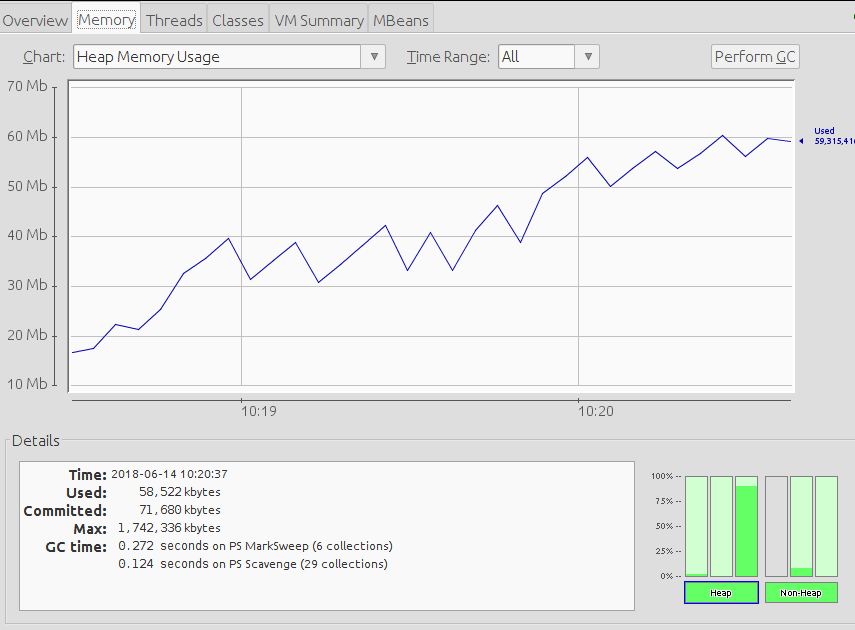 Overview Memory Threads Classes VM Summary MBeans
Chart: Heap Memory Usage Time Range: All Perform GC
70 Mb
60 Mb
50 Mb
40 Mb
30 Mb
20 Mb
10 Mb
Used
59,315,41
10:19 10:20
Details
Time: 2018-06-14 10:20:37
Used: 58,522 kbytes
Committed: 71,680 kbytes
Max: 1,742,336 kbytes
GC time: 0.272 seconds on PS MarkSweep (6 collections)
0.124 seconds on PS Scavenge (29 collections)
100% --
75% --
50% --
25% --
0% --
Heap Non-Heap